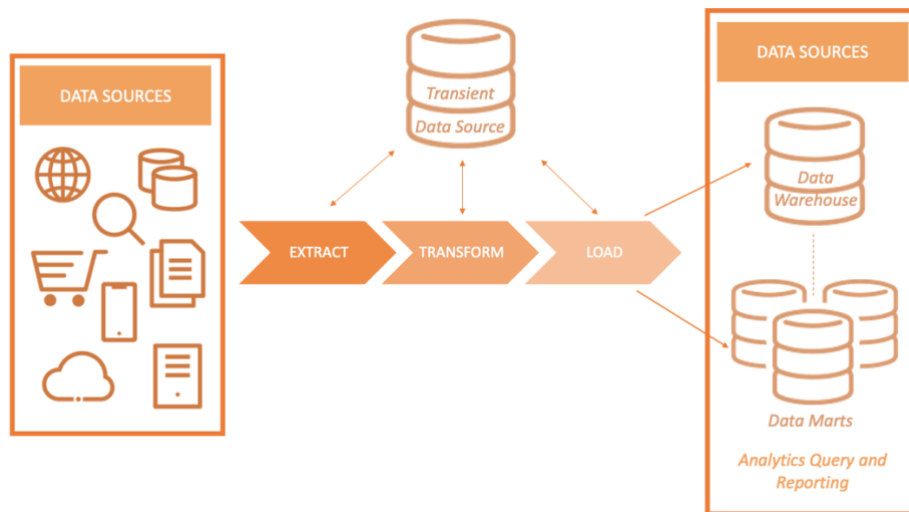 DATA SOURCES
Transient
Data Source
EXTRACT
TRANSFORM
LOAD
DATA SOURCES
Data
Warehouse
Data Marts
Analytics Query and
Reporting